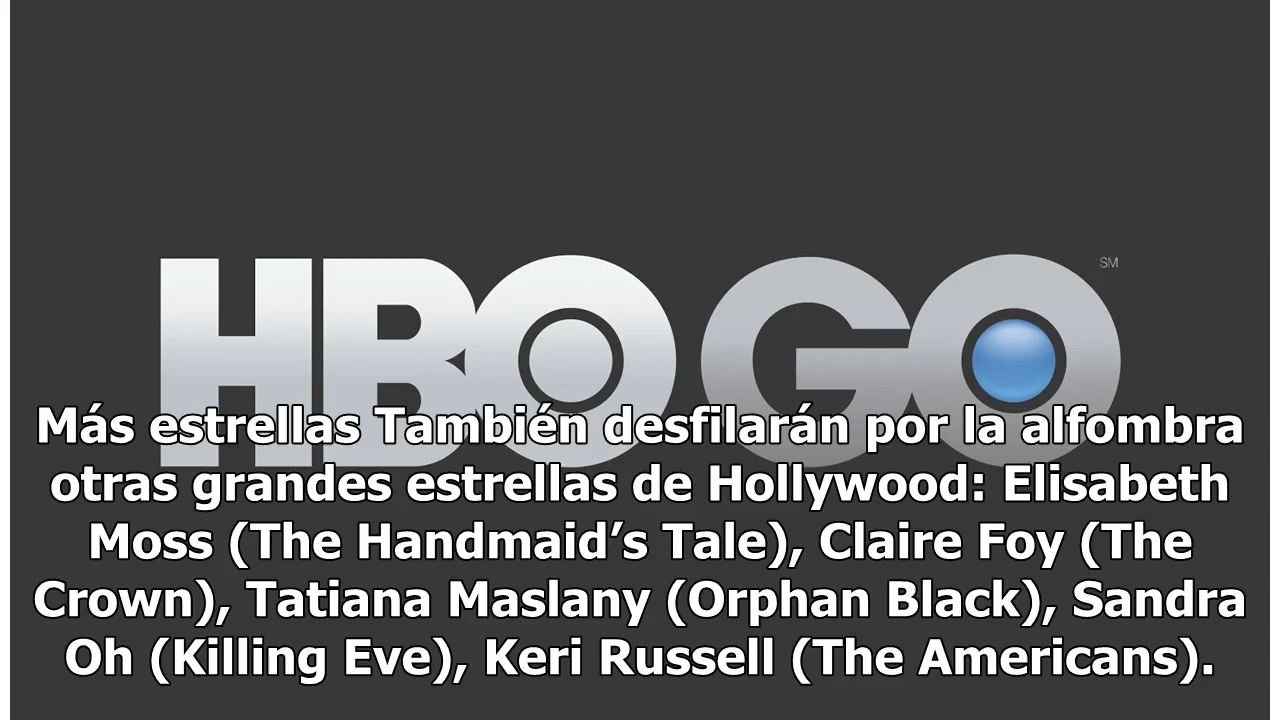 HBO GO
SM
Más estrellas También desfilarán por la alfombra
otras grandes estrellas de Hollywood: Elisabeth
Moss (The Handmaid’s Tale), Claire Foy (The
Crown), Tatiana Maslany (Orphan Black), Sandra
Oh (Killing Eve), Keri Russell (The Americans).